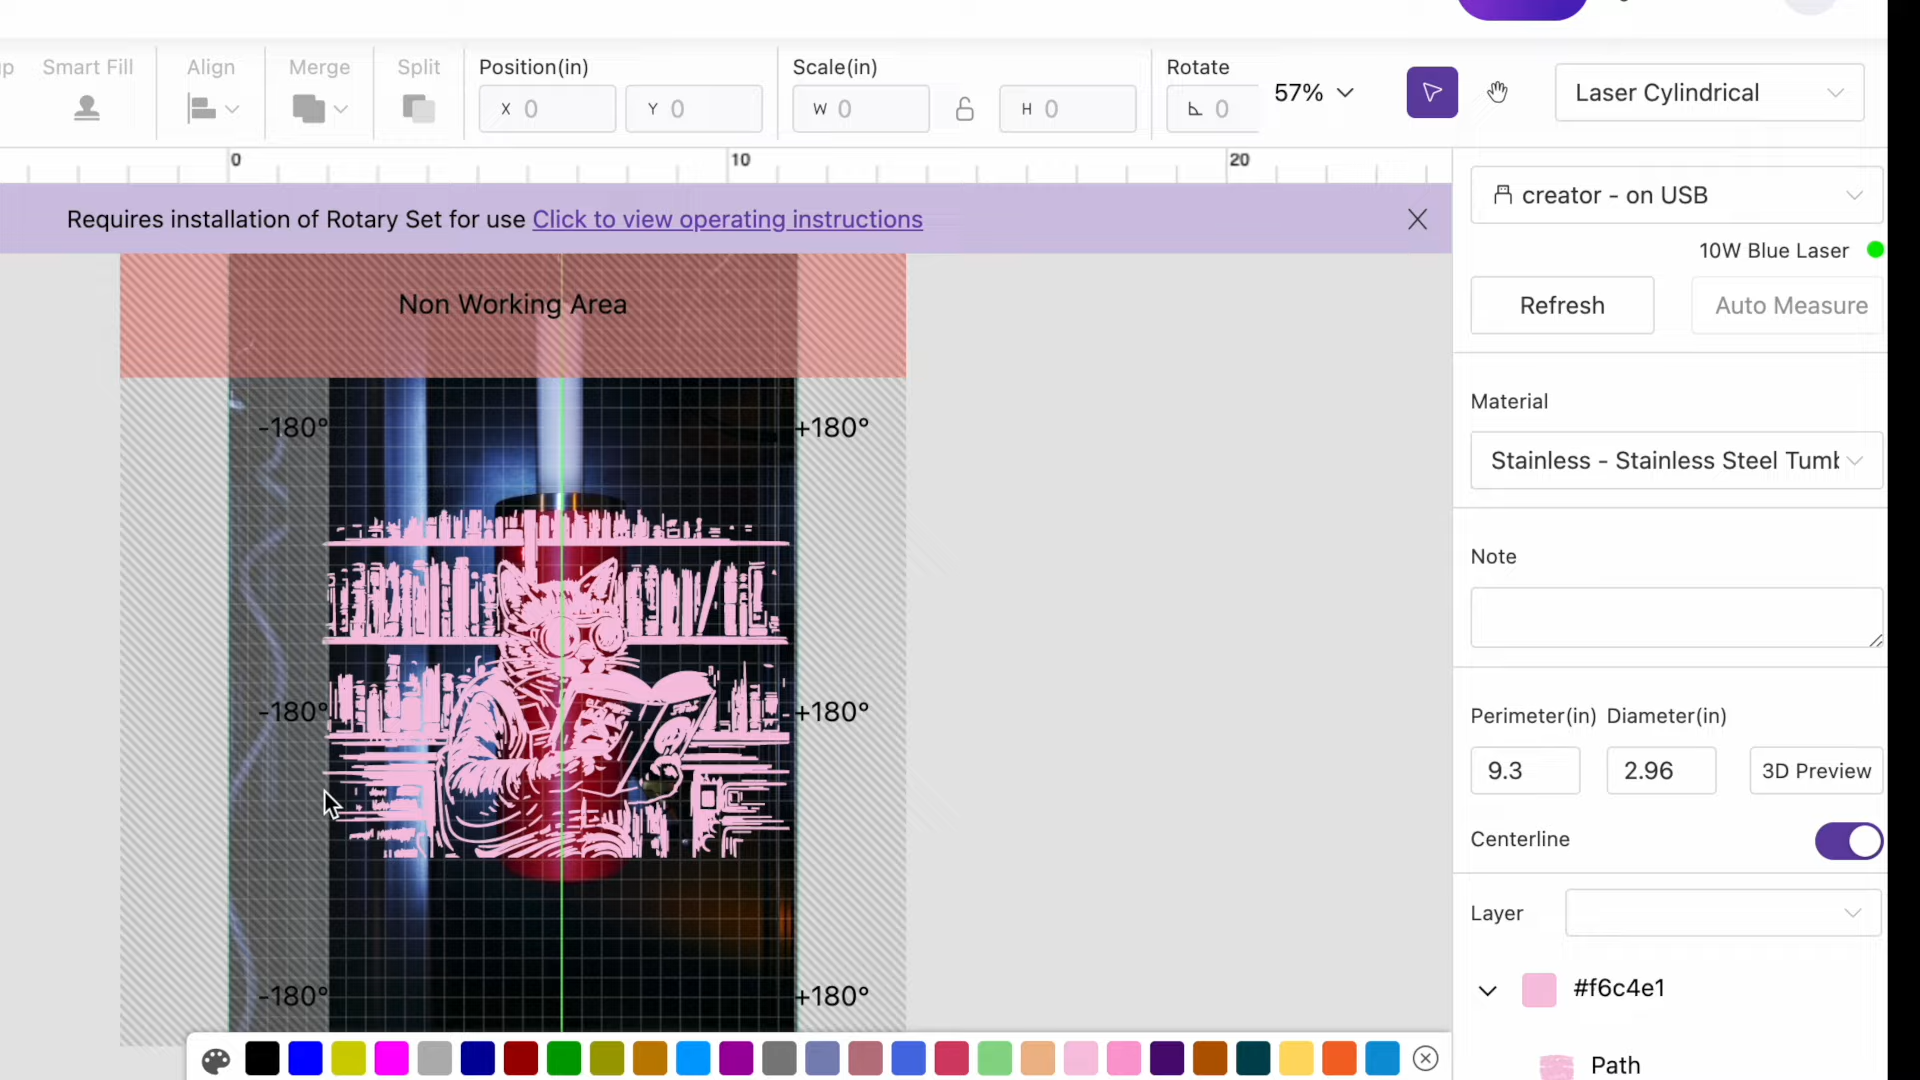 Smart Fill
Align
Merge
Split
Position(in)
Scale(in)
Rotate
X 0
Y 0
W 0
H 0
0
57%
Laser Cylindrical
0
10
20
Requires installation of Rotary Set for use Click to view operating instructions
creator - on USB
10W Blue Laser
Refresh
Auto Measure
Non Working Area
Material
-180°
+180°
Stainless - Stainless Steel Tumb
Note
-180°
+180°
Perimeter(in)
Diameter(in)
9.3
2.96
3D Preview
Centerline
Layer
#f6c4e1
-180°
+180°
Path